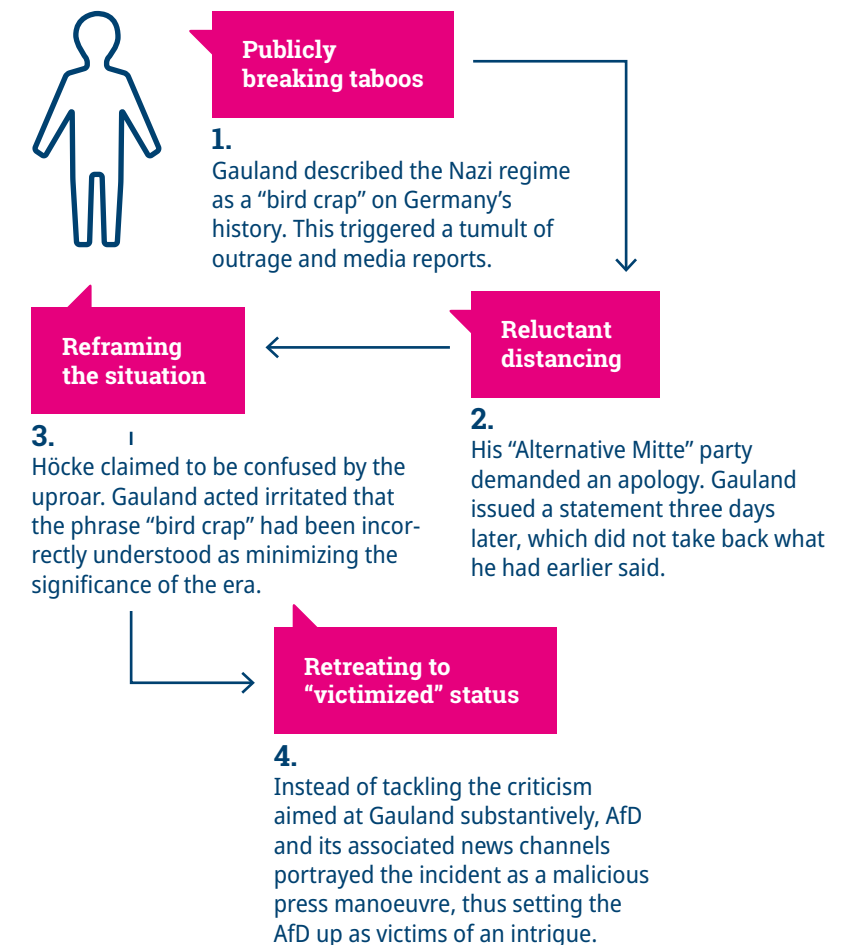 Publicly
breaking taboos
1.
Gauland described the Nazi regime
as a “bird crap” on Germany’s
history. This triggered a tumult of
outrage and media reports.
Reluctant
distancing
2.
His “Alternative Mitte” party
demanded an apology. Gauland
issued a statement three days
later, which did not take back what
he had earlier said.
Reframing
the situation
3.
Höcke claimed to be confused by the
uproar. Gauland acted irritated that
the phrase “bird crap” had been incor-
rectly understood as minimizing the
significance of the era.
Retreating to
“victimized” status
4.
Instead of tackling the criticism
aimed at Gauland substantively, AfD
and its associated news channels
portrayed the incident as a malicious
press manoeuvre, thus setting the
AfD up as victims of an intrigue.